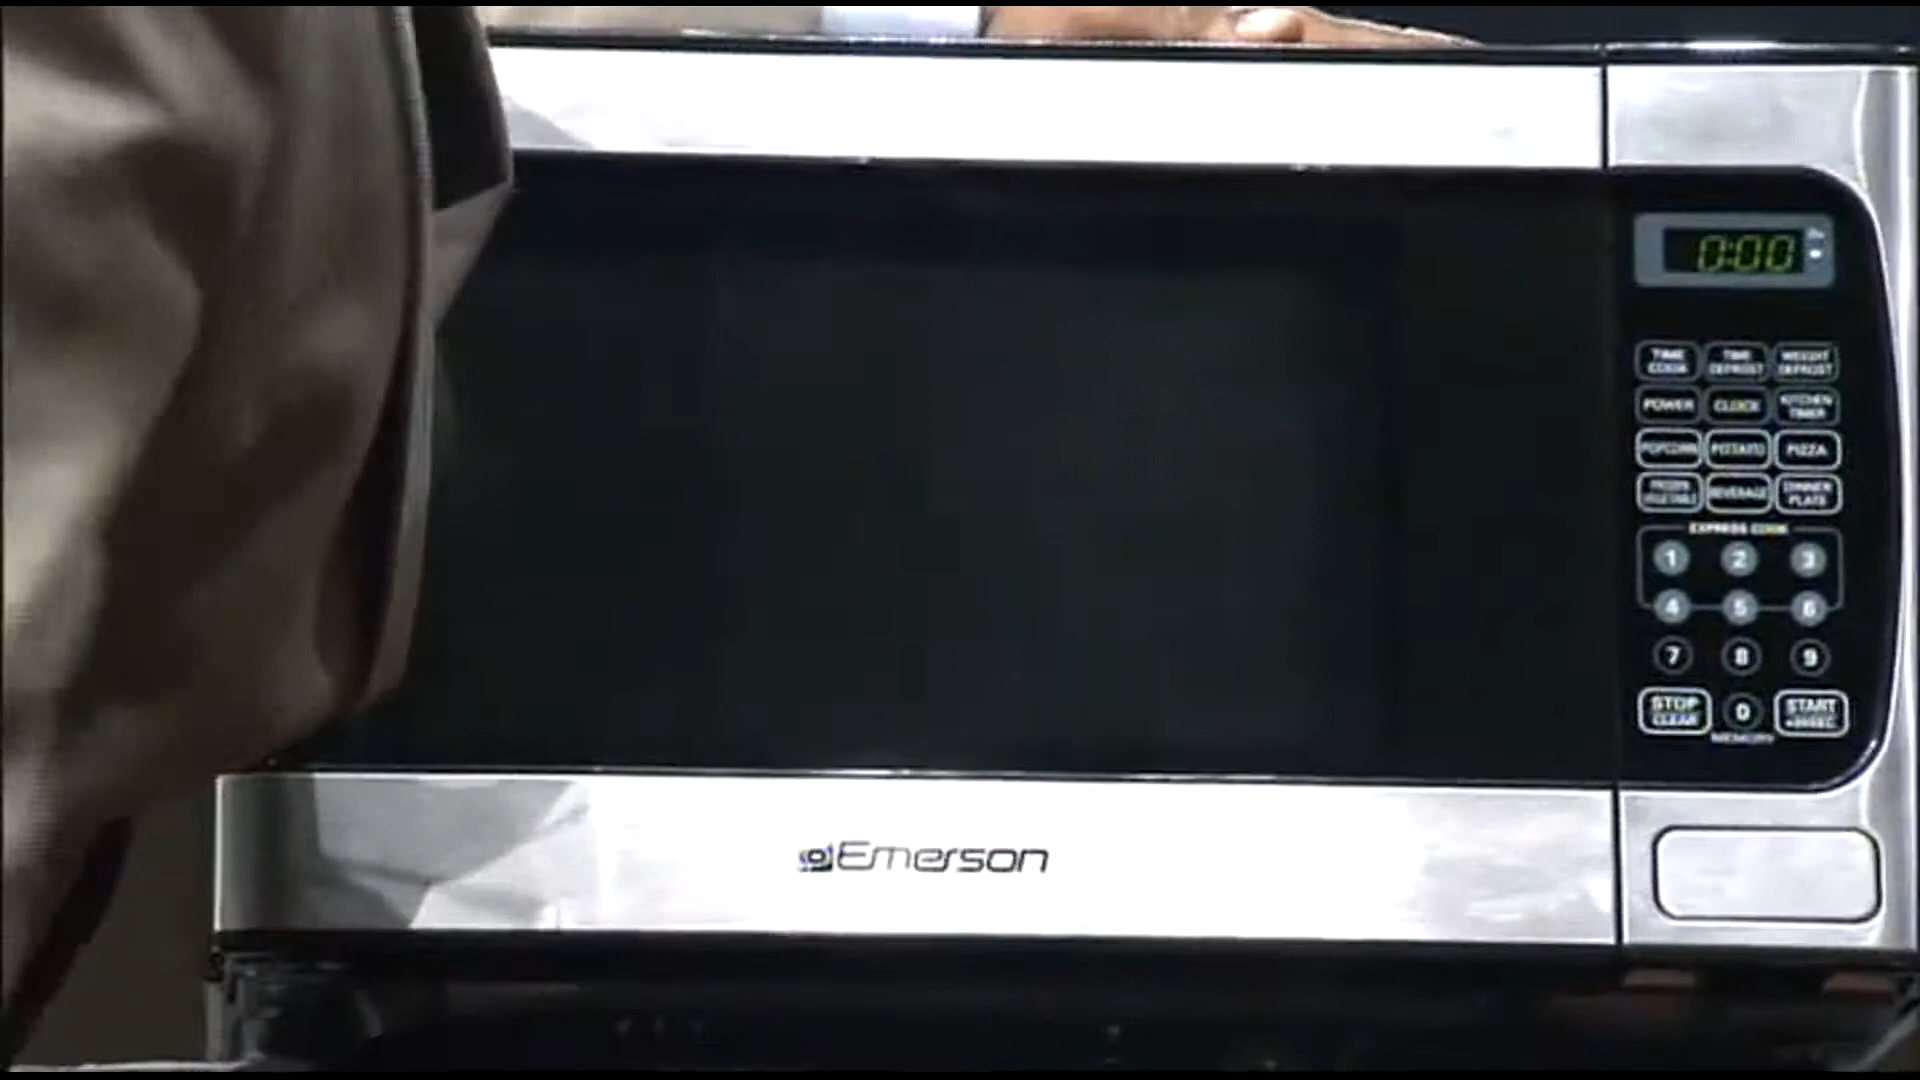 0:00
TIME COOK
TIME DEFROST
WEIGHT DEFROST
POWER
CLOCK
KITCHEN TIMER
POPCORN
POTATO
PIZZA
FROZEN VEGETABLE
BEVERAGE
DINNER PLATE
EXPRESS COOK
1 2 3
4 5 6
7 8 9
STOP
CLEAR
0
START
+30SEC
MEMORY
Emerson